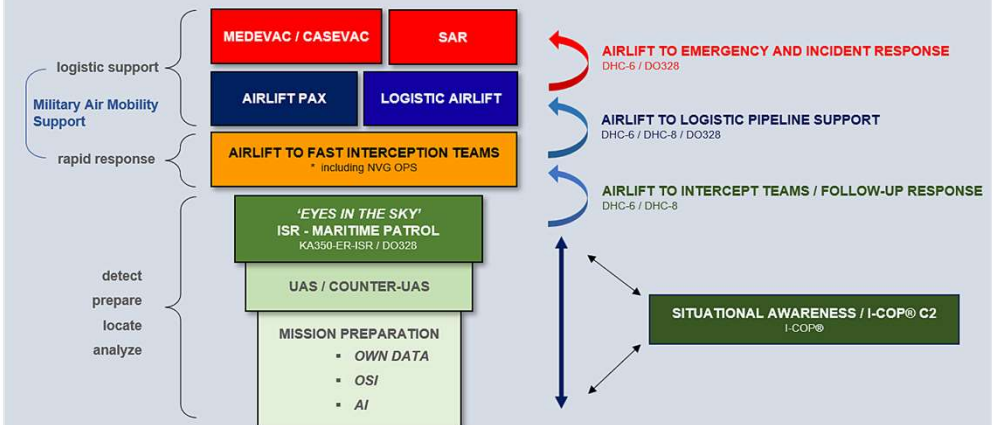 MEDEVAC / CASEVAC
SAR
AIRLIFT TO EMERGENCY AND INCIDENT RESPONSE
DHC-6 / DO328
logistic support
AIRLIFT PAX
LOGISTIC AIRLIFT
Military Air Mobility
Support
AIRLIFT TO LOGISTIC PIPELINE SUPPORT
DHC-6 / DHC-8 / DO328
rapid response
AIRLIFT TO FAST INTERCEPTION TEAMS
* including NVG OPS
AIRLIFT TO INTERCEPT TEAMS / FOLLOW-UP RESPONSE
DHC-6 / DHC-8
'EYES IN THE SKY'
ISR - MARITIME PATROL
KA350-ER-ISR / DO328
detect
prepare
locate
analyze
UAS / COUNTER-UAS
SITUATIONAL AWARENESS / I-COP® C2
I-COP®
MISSION PREPARATION
▪ OWN DATA
▪ OSI
▪ AI